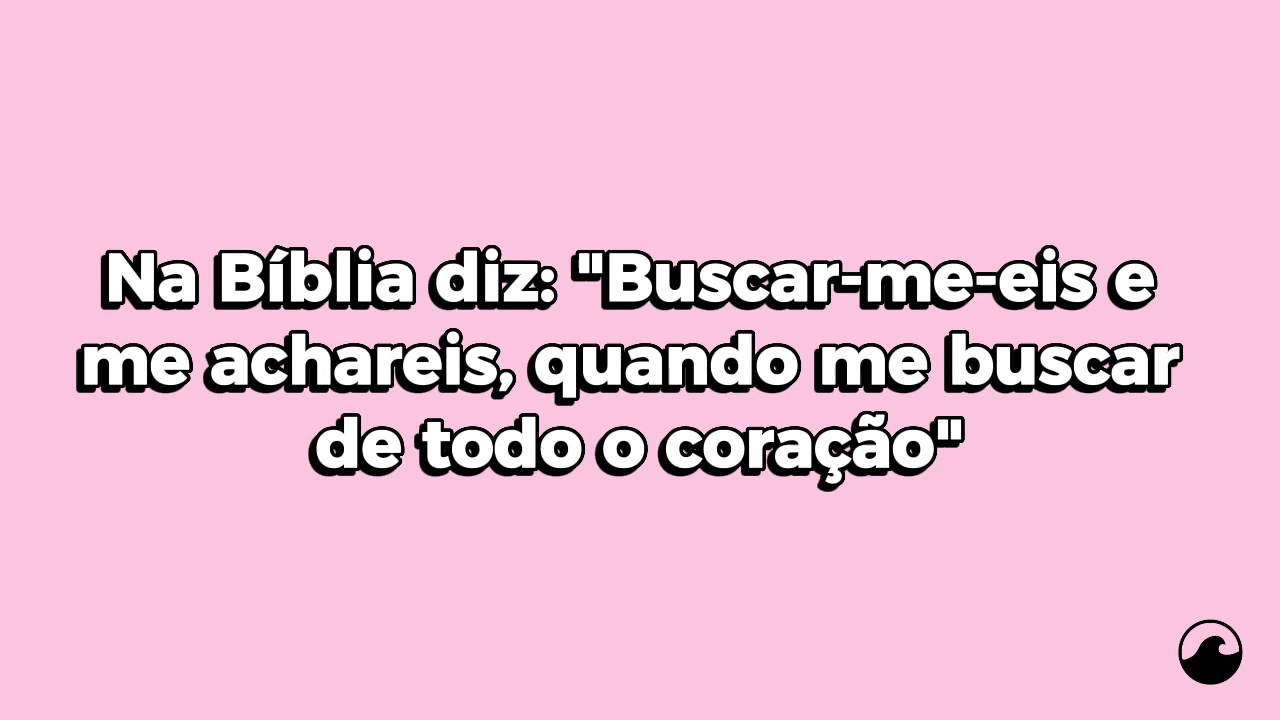 Na Bíblia diz: "Buscar-me-eis e
me achareis, quando me buscar
de todo o coração"